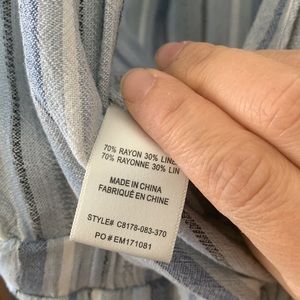 70% RAYON 30% LINE
70% RAYONNE 30% LIN
MADE IN CHINA
FABRIQUÉ EN CHINE
STYLE# C8178-083-370
PO # EM171081